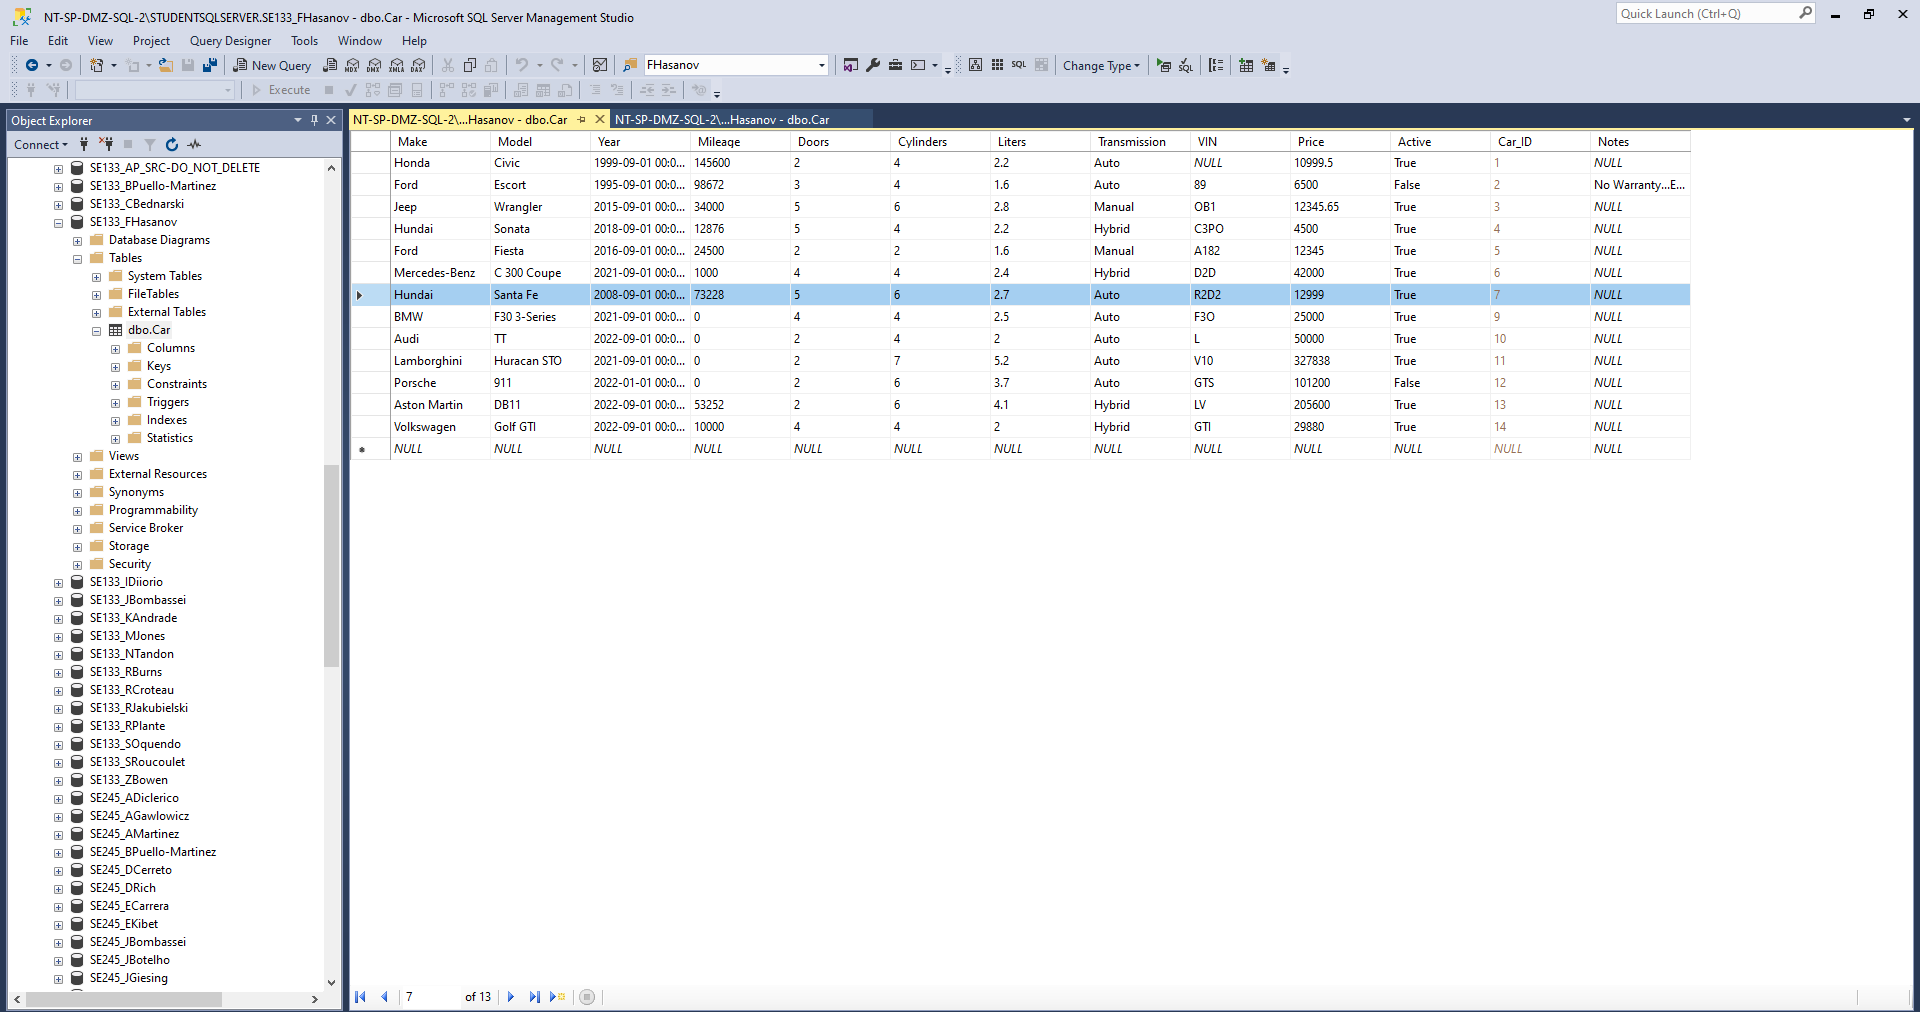 NT-SP-DMZ-SQL-2\STUDENTSQLSERVER.SE133_FHasanov - dbo.Car - Microsoft SQL Server Management Studio
Quick Launch (Ctrl+Q)
File Edit View Project Query Designer Tools Window Help
New Query MDX DMX XMLA DAX FHasanov SQL Change Type
Execute
Object Explorer
Connect
SE133_AP_SRC-DO_NOT_DELETE
SE133_BPuello-Martinez
SE133_CBednarski
SE133_FHasanov
Database Diagrams
Tables
System Tables
FileTables
External Tables
dbo.Car
Columns
Keys
Constraints
Triggers
Indexes
Statistics
Views
External Resources
Synonyms
Programmability
Service Broker
Storage
Security
SE133_IDiiorio
SE133_JBombassei
SE133_KAndrade
SE133_MJones
SE133_NTandon
SE133_RBurns
SE133_RCroteau
SE133_RJakubielski
SE133_RPlante
SE133_SOquendo
SE133_SRoucoulet
SE133_ZBowen
SE245_ADiclerico
SE245_AGawlowicz
SE245_AMartinez
SE245_BPuello-Martinez
SE245_DCerreto
SE245_DRich
SE245_ECarrera
SE245_EKibet
SE245_JBombassei
SE245_JBotelho
SE245_JGiesing
NT-SP-DMZ-SQL-2\...Hasanov - dbo.Car NT-SP-DMZ-SQL-2\...Hasanov - dbo.Car
Make Model Year Mileage Doors Cylinders Liters Transmission VIN Price Active Car_ID Notes
Honda Civic 1999-09-01 00:0... 145600 2 4 2.2 Auto NULL 10999.5 True 1 NULL
Ford Escort 1995-09-01 00:0... 98672 3 4 1.6 Auto 89 6500 False 2 No Warranty...E...
Jeep Wrangler 2015-09-01 00:0... 34000 5 6 2.8 Manual OB1 12345.65 True 3 NULL
Hundai Sonata 2018-09-01 00:0... 12876 5 4 2.2 Hybrid C3PO 4500 True 4 NULL
Ford Fiesta 2016-09-01 00:0... 24500 2 2 1.6 Manual A182 12345 True 5 NULL
Mercedes-Benz C 300 Coupe 2021-09-01 00:0... 1000 4 4 2.4 Hybrid D2D 42000 True 6 NULL
Hundai Santa Fe 2008-09-01 00:0... 73228 5 6 2.7 Auto R2D2 12999 True 7 NULL
BMW F30 3-Series 2021-09-01 00:0... 0 4 4 2.5 Auto F3O 25000 True 9 NULL
Audi TT 2022-09-01 00:0... 0 2 4 2 Auto L 50000 True 10 NULL
Lamborghini Huracan STO 2021-09-01 00:0... 0 2 7 5.2 Auto V10 327838 True 11 NULL
Porsche 911 2022-01-01 00:0... 0 2 6 3.7 Auto GTS 101200 False 12 NULL
Aston Martin DB11 2022-09-01 00:0... 53252 2 6 4.1 Hybrid LV 205600 True 13 NULL
Volkswagen Golf GTI 2022-09-01 00:0... 10000 4 4 2 Hybrid GTI 29880 True 14 NULL
NULL NULL NULL NULL NULL NULL NULL NULL NULL NULL NULL NULL NULL
7 of 13